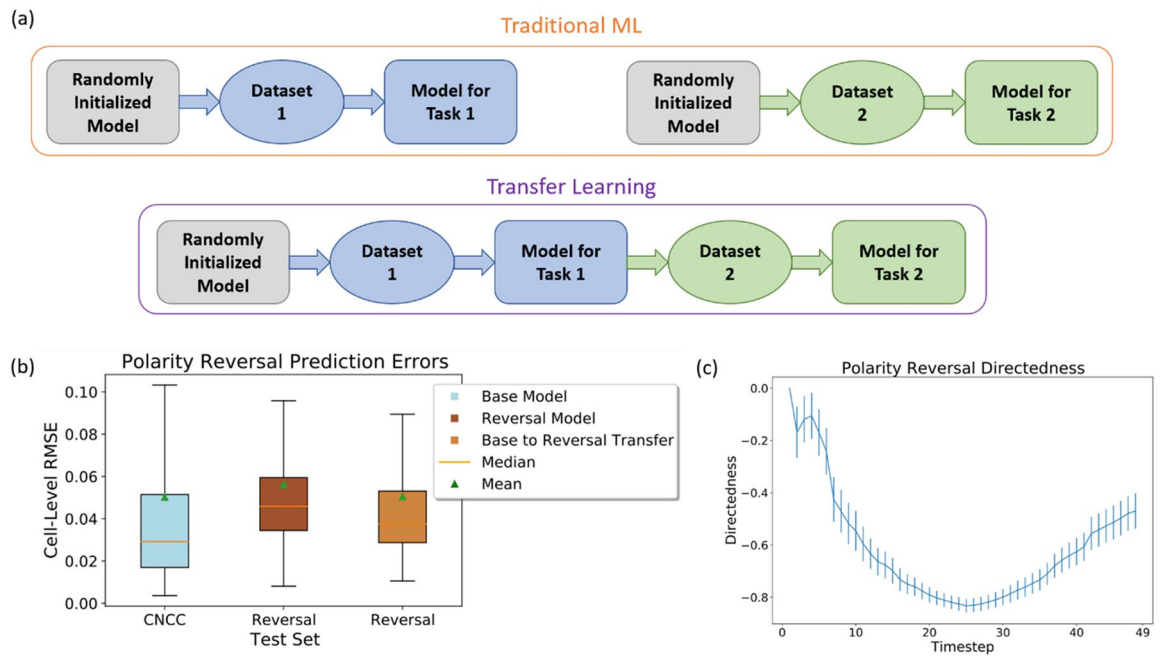 (a)
Traditional ML
Randomly
Initialized
Model
Dataset
1
Model for
Task 1
Randomly
Initialized
Model
Dataset
2
Model for
Task 2
Transfer Learning
Randomly
Initialized
Model
Dataset
1
Model for
Task 1
Dataset
2
Model for
Task 2
(b)
Polarity Reversal Prediction Errors
Cell-Level RMSE
0.10
0.08
0.06
0.04
0.02
0.00
CNCC
Reversal
Reversal
Test Set
Base Model
Reversal Model
Base to Reversal Transfer
Median
Mean
(c)
Polarity Reversal Directedness
Directedness
0.0
−0.2
−0.4
−0.6
−0.8
0
10
20
30
40
49
Timestep